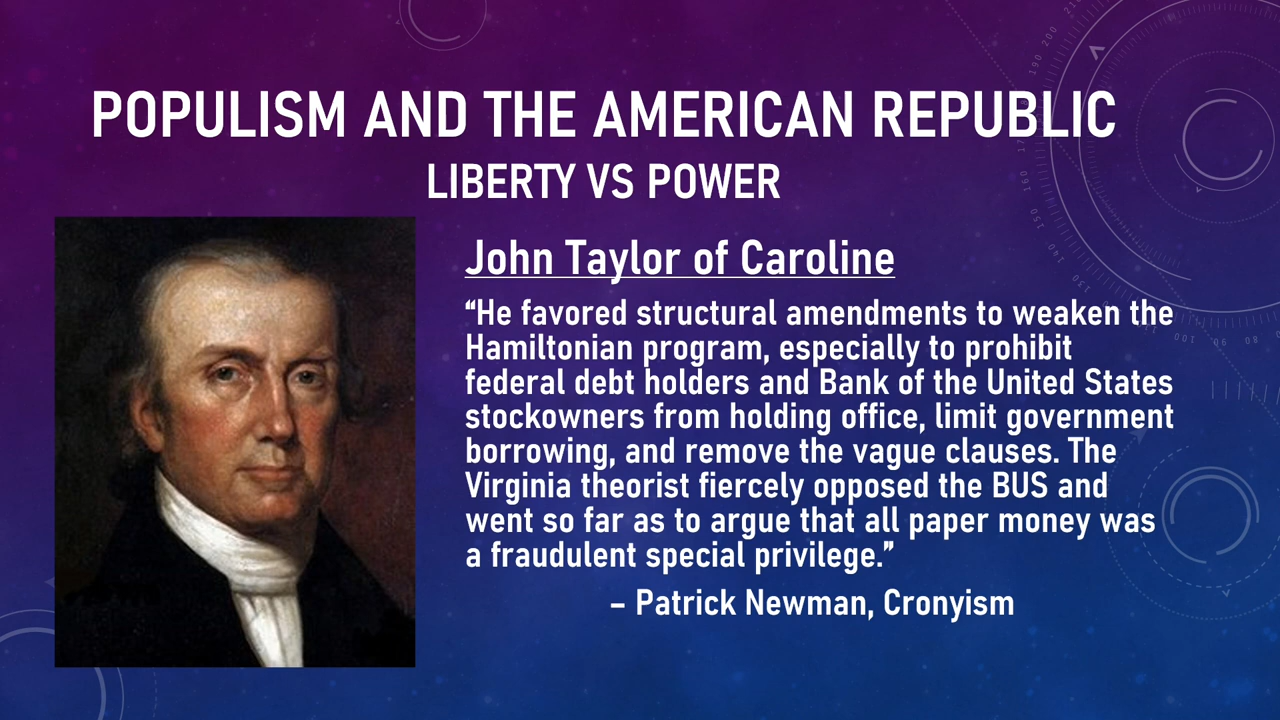 POPULISM AND THE AMERICAN REPUBLIC
LIBERTY VS POWER
John Taylor of Caroline
“He favored structural amendments to weaken the
Hamiltonian program, especially to prohibit
federal debt holders and Bank of the United States
stockowners from holding office, limit government
borrowing, and remove the vague clauses. The
Virginia theorist fiercely opposed the BUS and
went so far as to argue that all paper money was
a fraudulent special privilege.”
– Patrick Newman, Cronyism